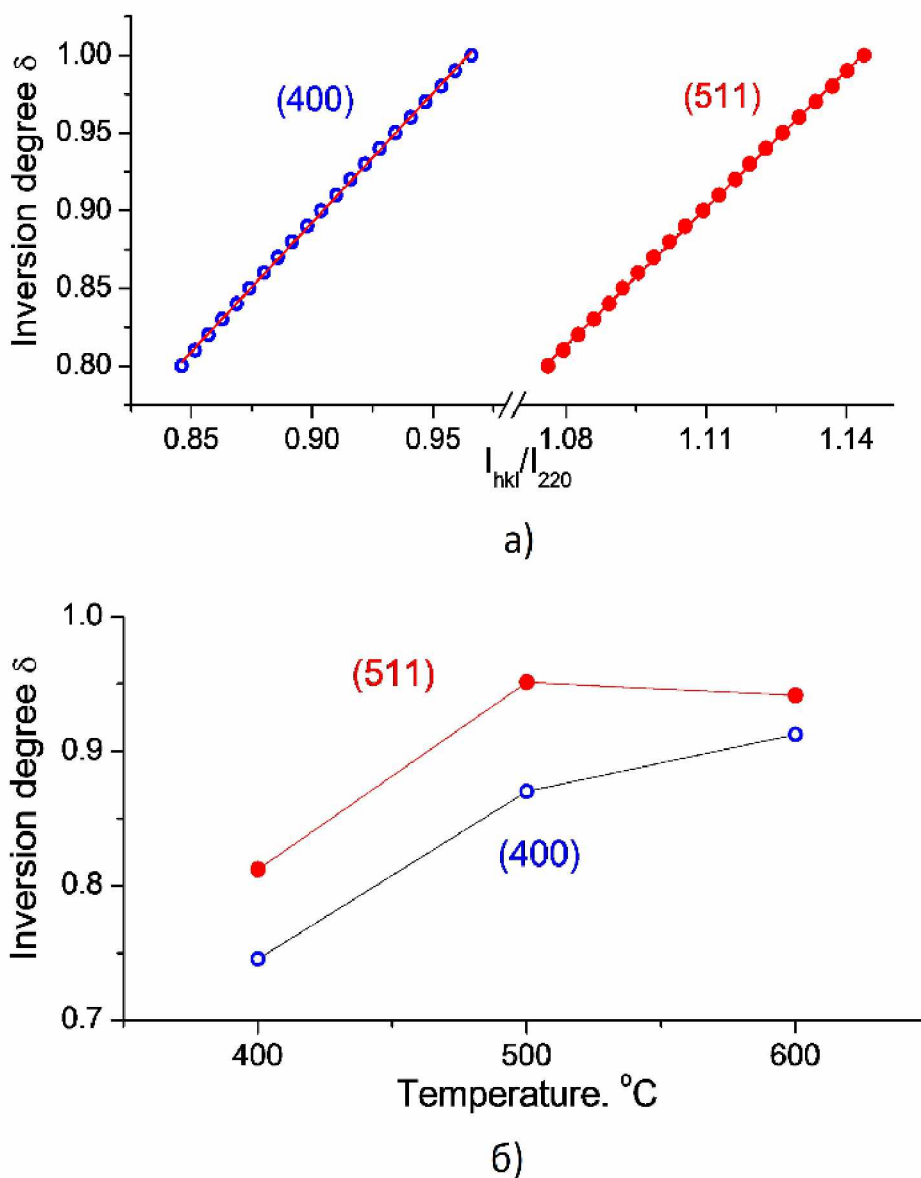 Inversion degree δ
1.00
0.95
0.90
0.85
0.80
(400)
(511)
0.85 0.90 0.95 1.08 1.11 1.14
I_hkl/I_220
а)
Inversion degree δ
1.0
0.9
0.8
0.7
(511)
(400)
400 500 600
Temperature. °C
б)